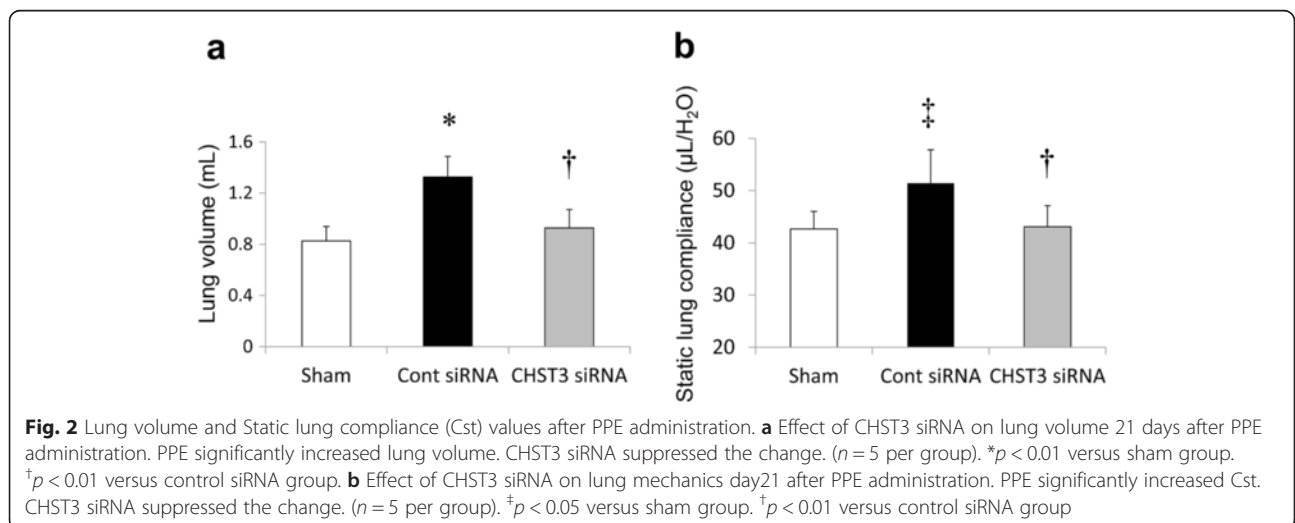 a
b
*
†
‡
†
Lung volume (mL)
1.6
1.2
0.8
0.4
0
Sham Cont siRNA CHST3 siRNA
Static lung compliance (μL/H₂O)
60
50
40
30
20
Sham Cont siRNA CHST3 siRNA
Fig. 2 Lung volume and Static lung compliance (Cst) values after PPE administration. a Effect of CHST3 siRNA on lung volume 21 days after PPE
administration. PPE significantly increased lung volume. CHST3 siRNA suppressed the change. (n = 5 per group). *p < 0.01 versus sham group.
†p < 0.01 versus control siRNA group. b Effect of CHST3 siRNA on lung mechanics day21 after PPE administration. PPE significantly increased Cst.
CHST3 siRNA suppressed the change. (n = 5 per group). ‡p < 0.05 versus sham group. †p < 0.01 versus control siRNA group